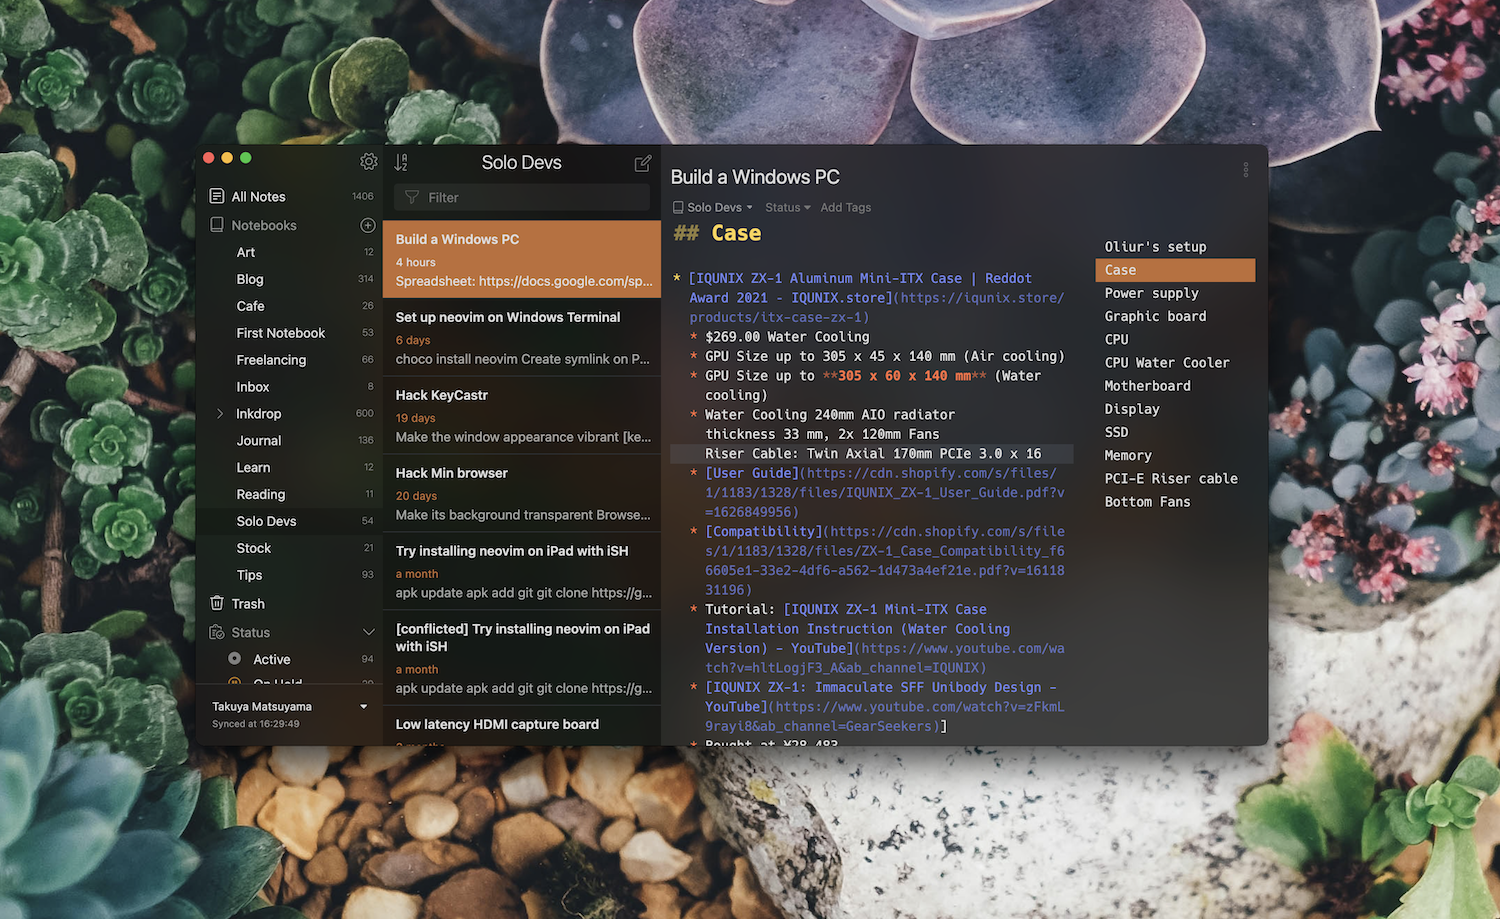 All Notes 1406
Notebooks
Art 12
Blog 314
Cafe 26
First Notebook 53
Freelancing 66
Inbox 8
Inkdrop 600
Journal 136
Learn 12
Reading 11
Solo Devs 54
Stock 21
Tips 93
Trash
Status
Active 94
On Hold
Takuya Matsuyama
Synced at 16:29:49
Solo Devs
Filter
Build a Windows PC
4 hours
Spreadsheet: https://docs.google.com/sp...
Set up neovim on Windows Terminal
6 days
choco install neovim Create symlink on P...
Hack KeyCastr
19 days
Make the window appearance vibrant [ke...
Hack Min browser
20 days
Make its background transparent Browse...
Try installing neovim on iPad with iSH
a month
apk update apk add git git clone https://g...
[conflicted] Try installing neovim on iPad
with iSH
a month
apk update apk add git git clone https://g...
Low latency HDMI capture board
Build a Windows PC
Solo Devs Status Add Tags
## Case
* [IQUNIX ZX-1 Aluminum Mini-ITX Case | Reddot
Award 2021 - IQUNIX.store](https://iqunix.store/
products/itx-case-zx-1)
* $269.00 Water Cooling
* GPU Size up to 305 x 45 x 140 mm (Air cooling)
* GPU Size up to **305 x 60 x 140 mm** (Water
cooling)
* Water Cooling 240mm AIO radiator
thickness 33 mm, 2x 120mm Fans
Riser Cable: Twin Axial 170mm PCIe 3.0 x 16
* [User Guide](https://cdn.shopify.com/s/files/
1/1183/1328/files/IQUNIX_ZX-1_User_Guide.pdf?v
=1626849956)
* [Compatibility](https://cdn.shopify.com/s/file
s/1/1183/1328/files/ZX-1_Case_Compatibility_f6
6605e1-33e2-4df6-a562-1d473a4ef21e.pdf?v=16118
31196)
* Tutorial: [IQUNIX ZX-1 Mini-ITX Case
Installation Instruction (Water Cooling
Version) - YouTube](https://www.youtube.com/wa
tch?v=hltLogjF3_A&ab_channel=IQUNIX)
* [IQUNIX ZX-1: Immaculate SFF Unibody Design -
YouTube](https://www.youtube.com/watch?v=zFkmL
9rayi8&ab_channel=GearSeekers)]
* Bought at ¥28,483
Oliur's setup
Case
Power supply
Graphic board
CPU
CPU Water Cooler
Motherboard
Display
SSD
Memory
PCI-E Riser cable
Bottom Fans